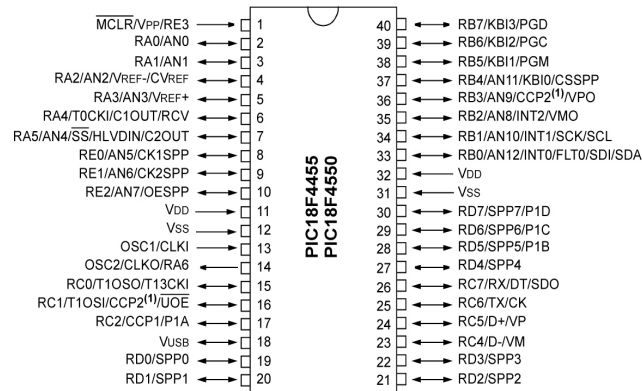 MCLR/VPP/RE3 1
RA0/AN0 2
RA1/AN1 3
RA2/AN2/VREF-/CVREF 4
RA3/AN3/VREF+ 5
RA4/T0CKI/C1OUT/RCV 6
RA5/AN4/SS/HLVDIN/C2OUT 7
RE0/AN5/CK1SPP 8
RE1/AN6/CK2SPP 9
RE2/AN7/OESPP 10
VDD 11
VSS 12
OSC1/CLKI 13
OSC2/CLKO/RA6 14
RC0/T1OSO/T13CKI 15
RC1/T1OSI/CCP2(1)/UOE 16
RC2/CCP1/P1A 17
VUSB 18
RD0/SPP0 19
RD1/SPP1 20
PIC18F4455
PIC18F4550
40 RB7/KBI3/PGD
39 RB6/KBI2/PGC
38 RB5/KBI1/PGM
37 RB4/AN11/KBI0/CSSPP
36 RB3/AN9/CCP2(1)/VPO
35 RB2/AN8/INT2/VMO
34 RB1/AN10/INT1/SCK/SCL
33 RB0/AN12/INT0/FLT0/SDI/SDA
32 VDD
31 VSS
30 RD7/SPP7/P1D
29 RD6/SPP6/P1C
28 RD5/SPP5/P1B
27 RD4/SPP4
26 RC7/RX/DT/SDO
25 RC6/TX/CK
24 RC5/D+/VP
23 RC4/D-/VM
22 RD3/SPP3
21 RD2/SPP2